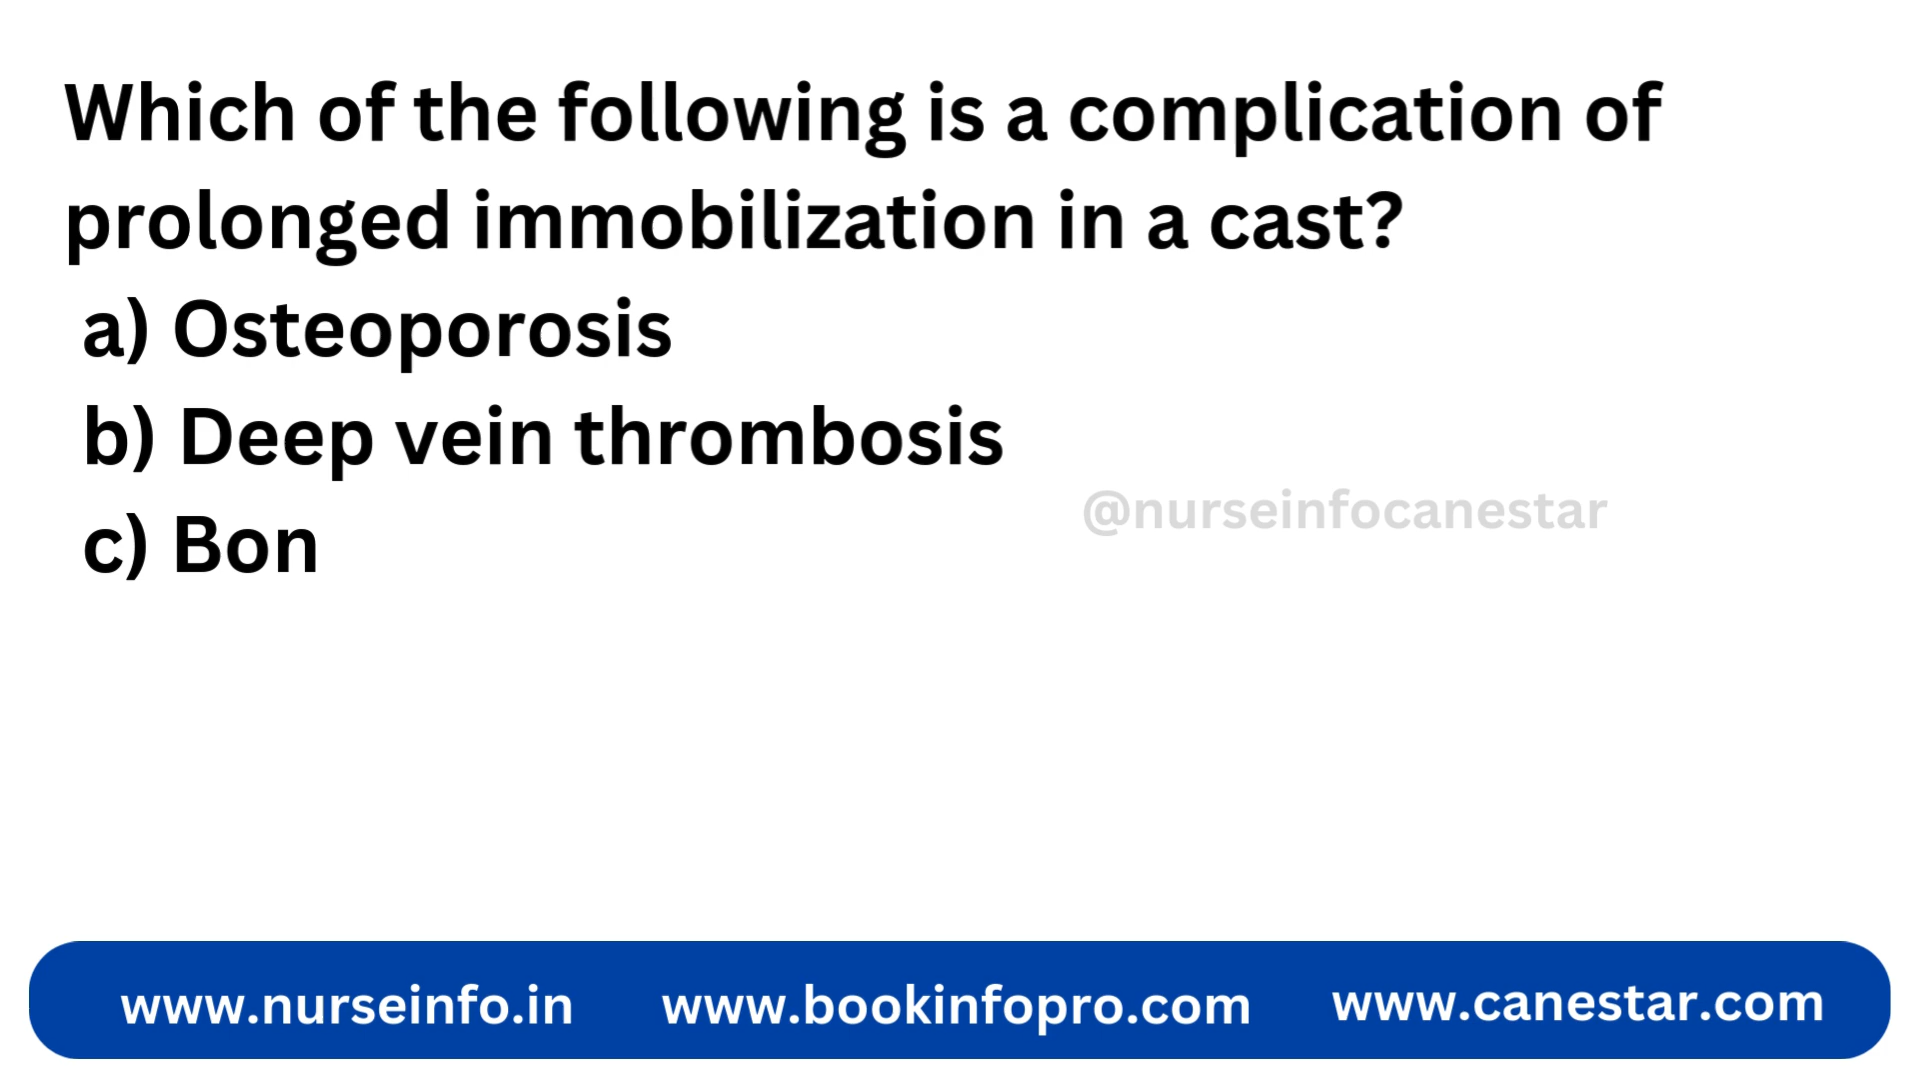 Which of the following is a complication of
prolonged immobilization in a cast?
a) Osteoporosis
b) Deep vein thrombosis
c) Bon
@nurseinfocanestar
www.nurseinfo.in www.bookinfopro.com www.canestar.com